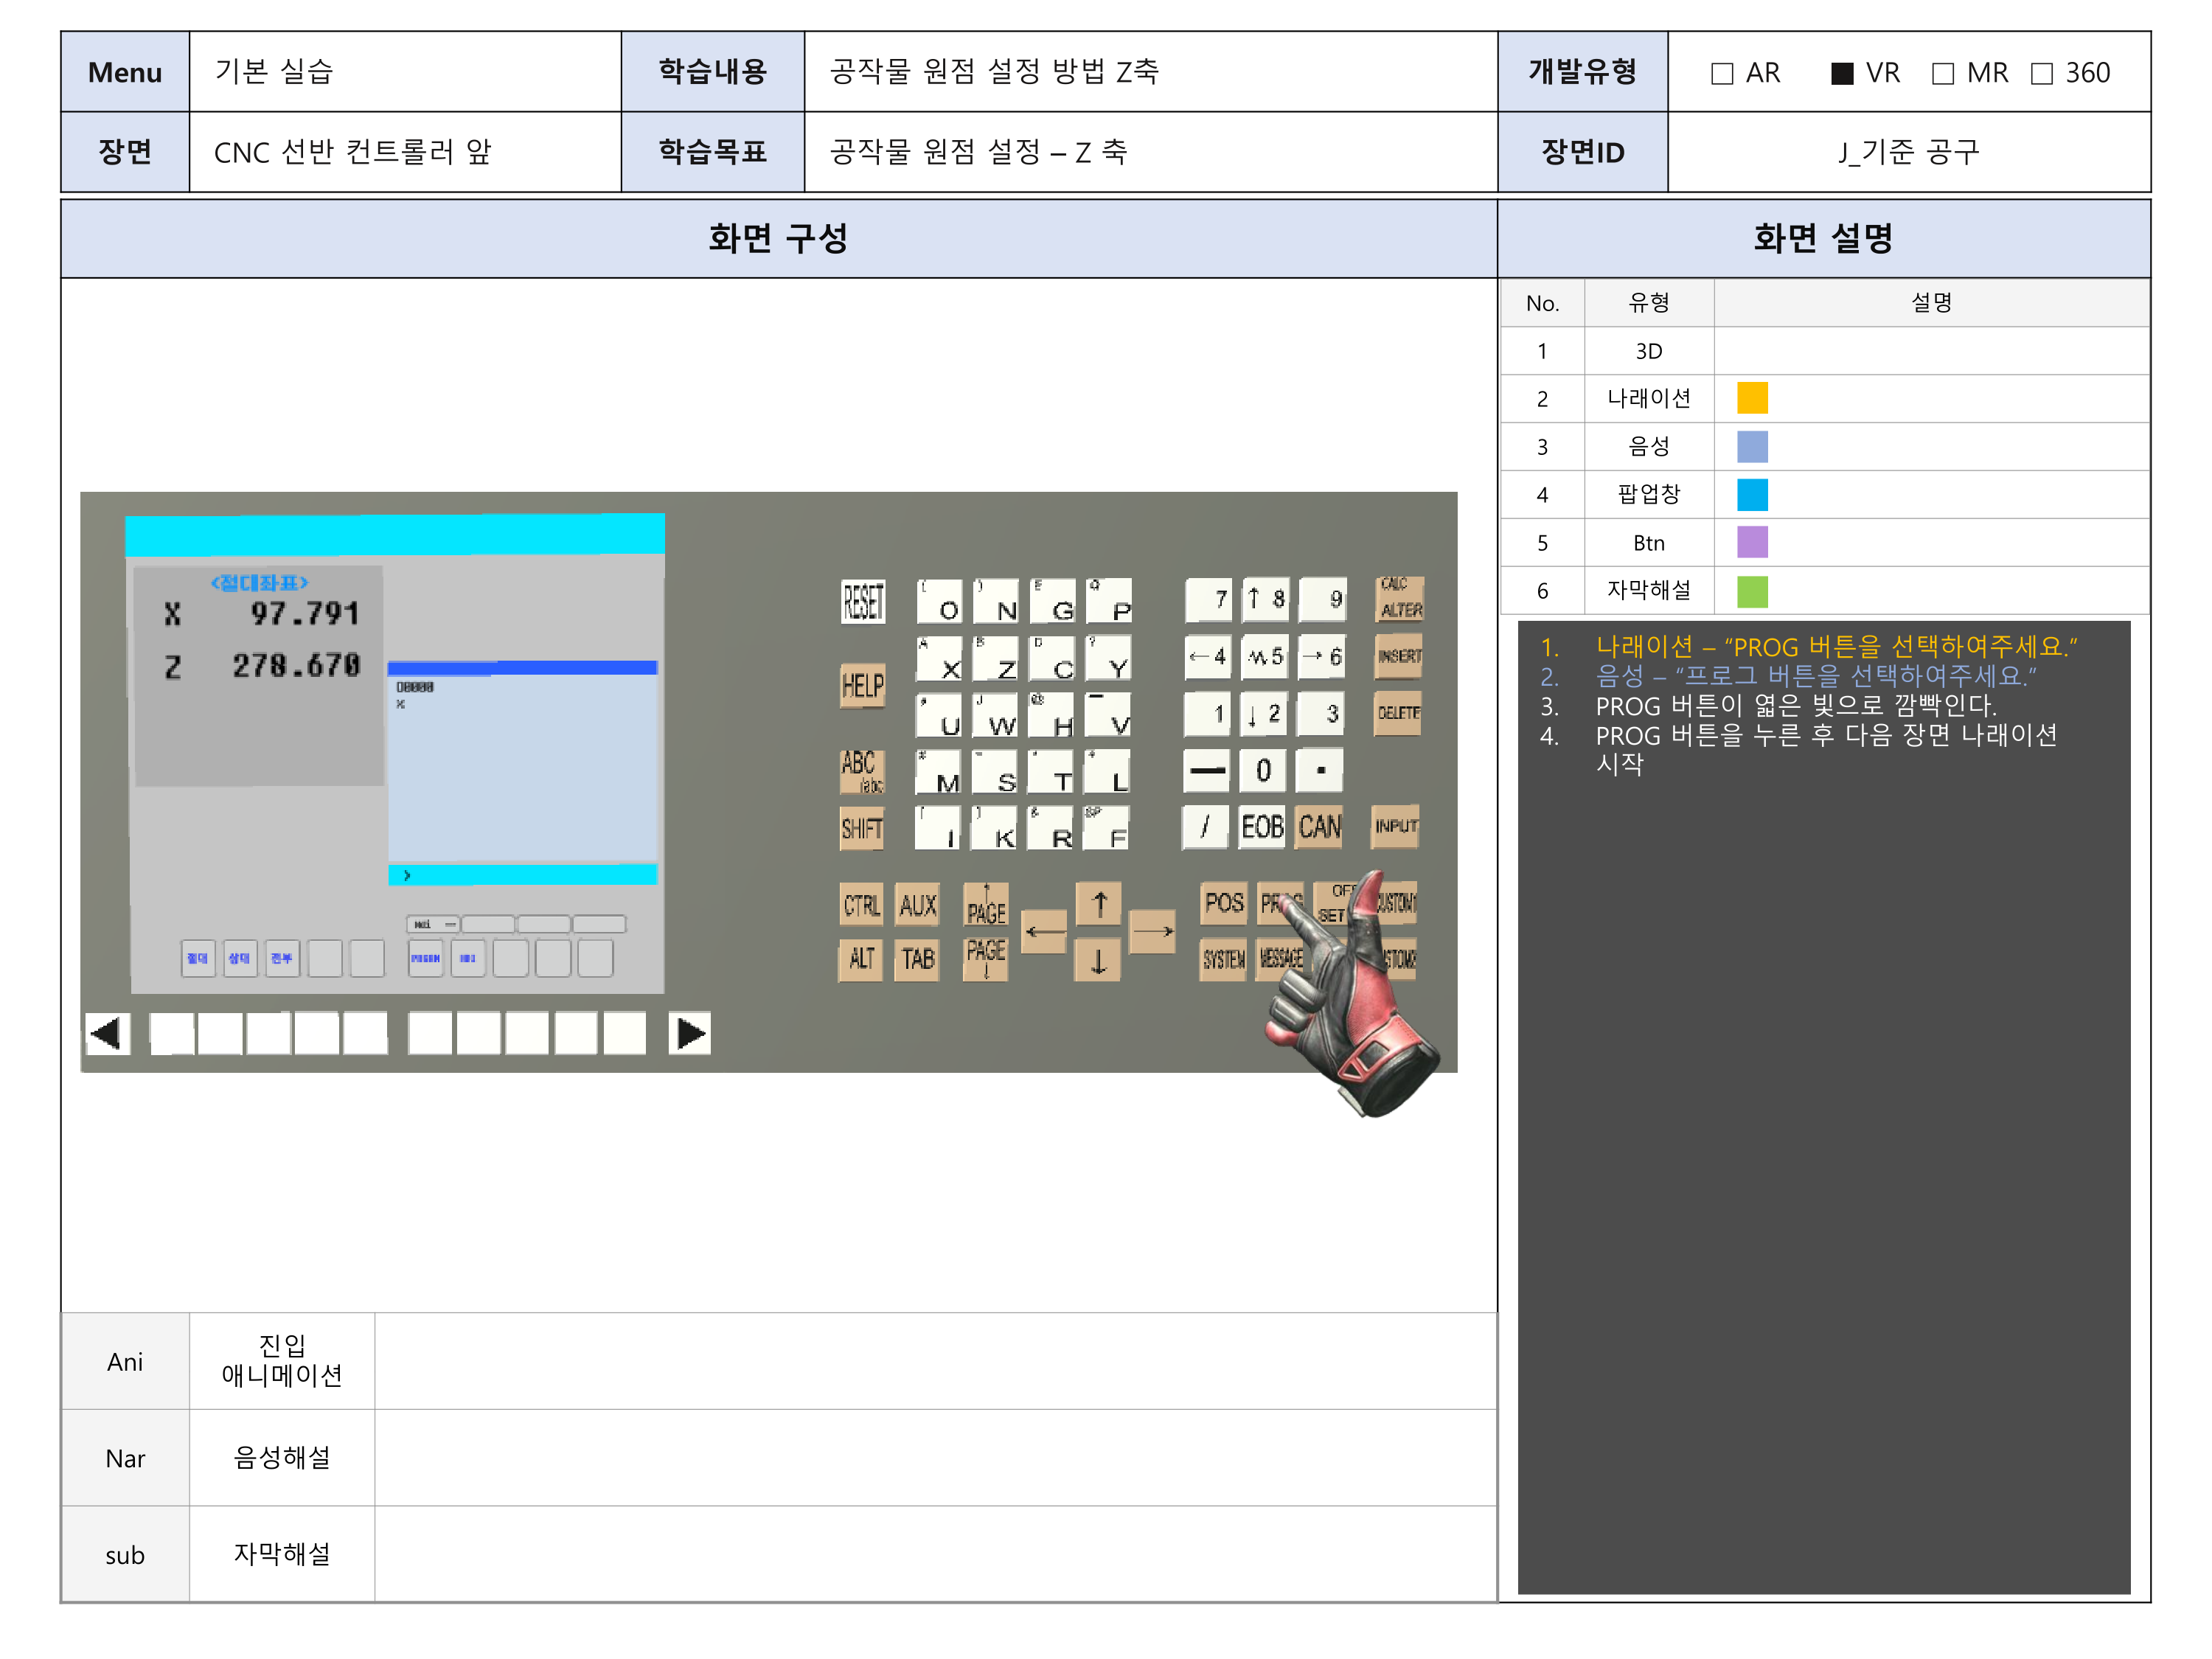 Menu 기본 실습 학습내용 공작물 원점 설정 방법 Z축 개발유형 □ AR ■ VR □ MR □ 360
장면 CNC 선반 컨트롤러 앞 학습목표 공작물 원점 설정 – Z 축 장면ID J_기준 공구
화면 구성 화면 설명
No. 유형 설명
1 3D
2 나래이션
3 음성
4 팝업창
5 Btn
6 자막해설
1. 나래이션 – “PROG 버튼을 선택하여주세요.”
2. 음성 – “프로그 버튼을 선택하여주세요.”
3. PROG 버튼이 엷은 빛으로 깜빡인다.
4. PROG 버튼을 누른 후 다음 장면 나래이션
시작
<절대좌표>
X 97.791
Z 278.670
O0000
%
>
절대 상대 전부
RESET O N G P 7 ↑ 8 9 CALC ALTER
HELP X Z C Y ← 4 5 → 6 INSERT
U W H V 1 ↓ 2 3 DELETE
ABC /abc M S T L — 0 .
SHIFT I K R F / EOB CAN INPUT
CTRL AUX PAGE ↑ POS PROG SET CUSTOM1
← →
ALT TAB PAGE ↓ SYSTEM MESSAGE
Ani 진입
애니메이션
Nar 음성해설
sub 자막해설